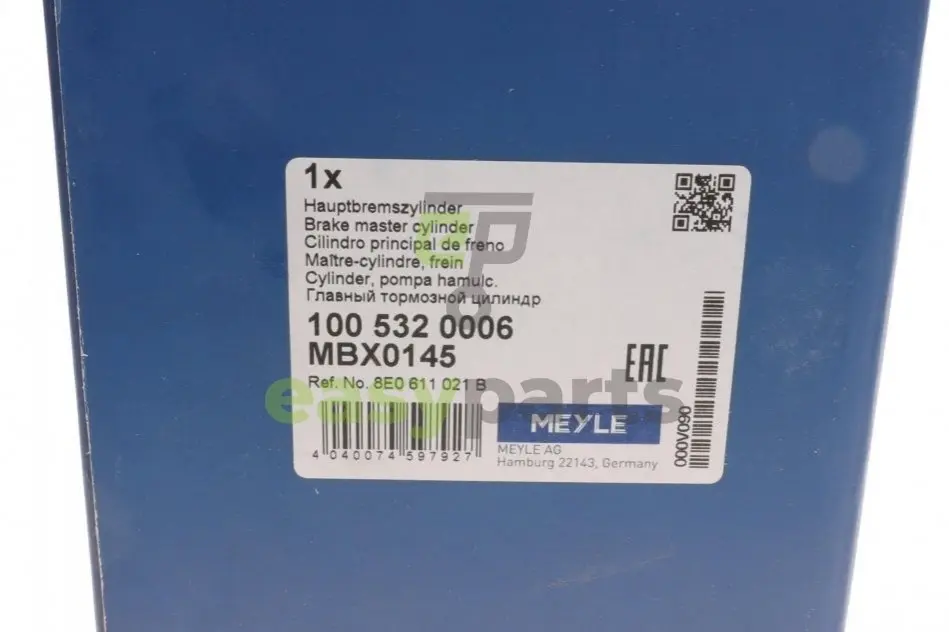 1x
Hauptbremszylinder
Brake master cylinder
Cilindro principal de freno
Maître-cylindre, frein
Cylinder, pompa hamulc.
Главный тормозной цилиндр
100 532 0006
MBX0145
EAC
Ref. No. 8E0 611 021 B
easyparts
4 040074 597927
MEYLE
MEYLE AG
Hamburg 22143, Germany
000V090